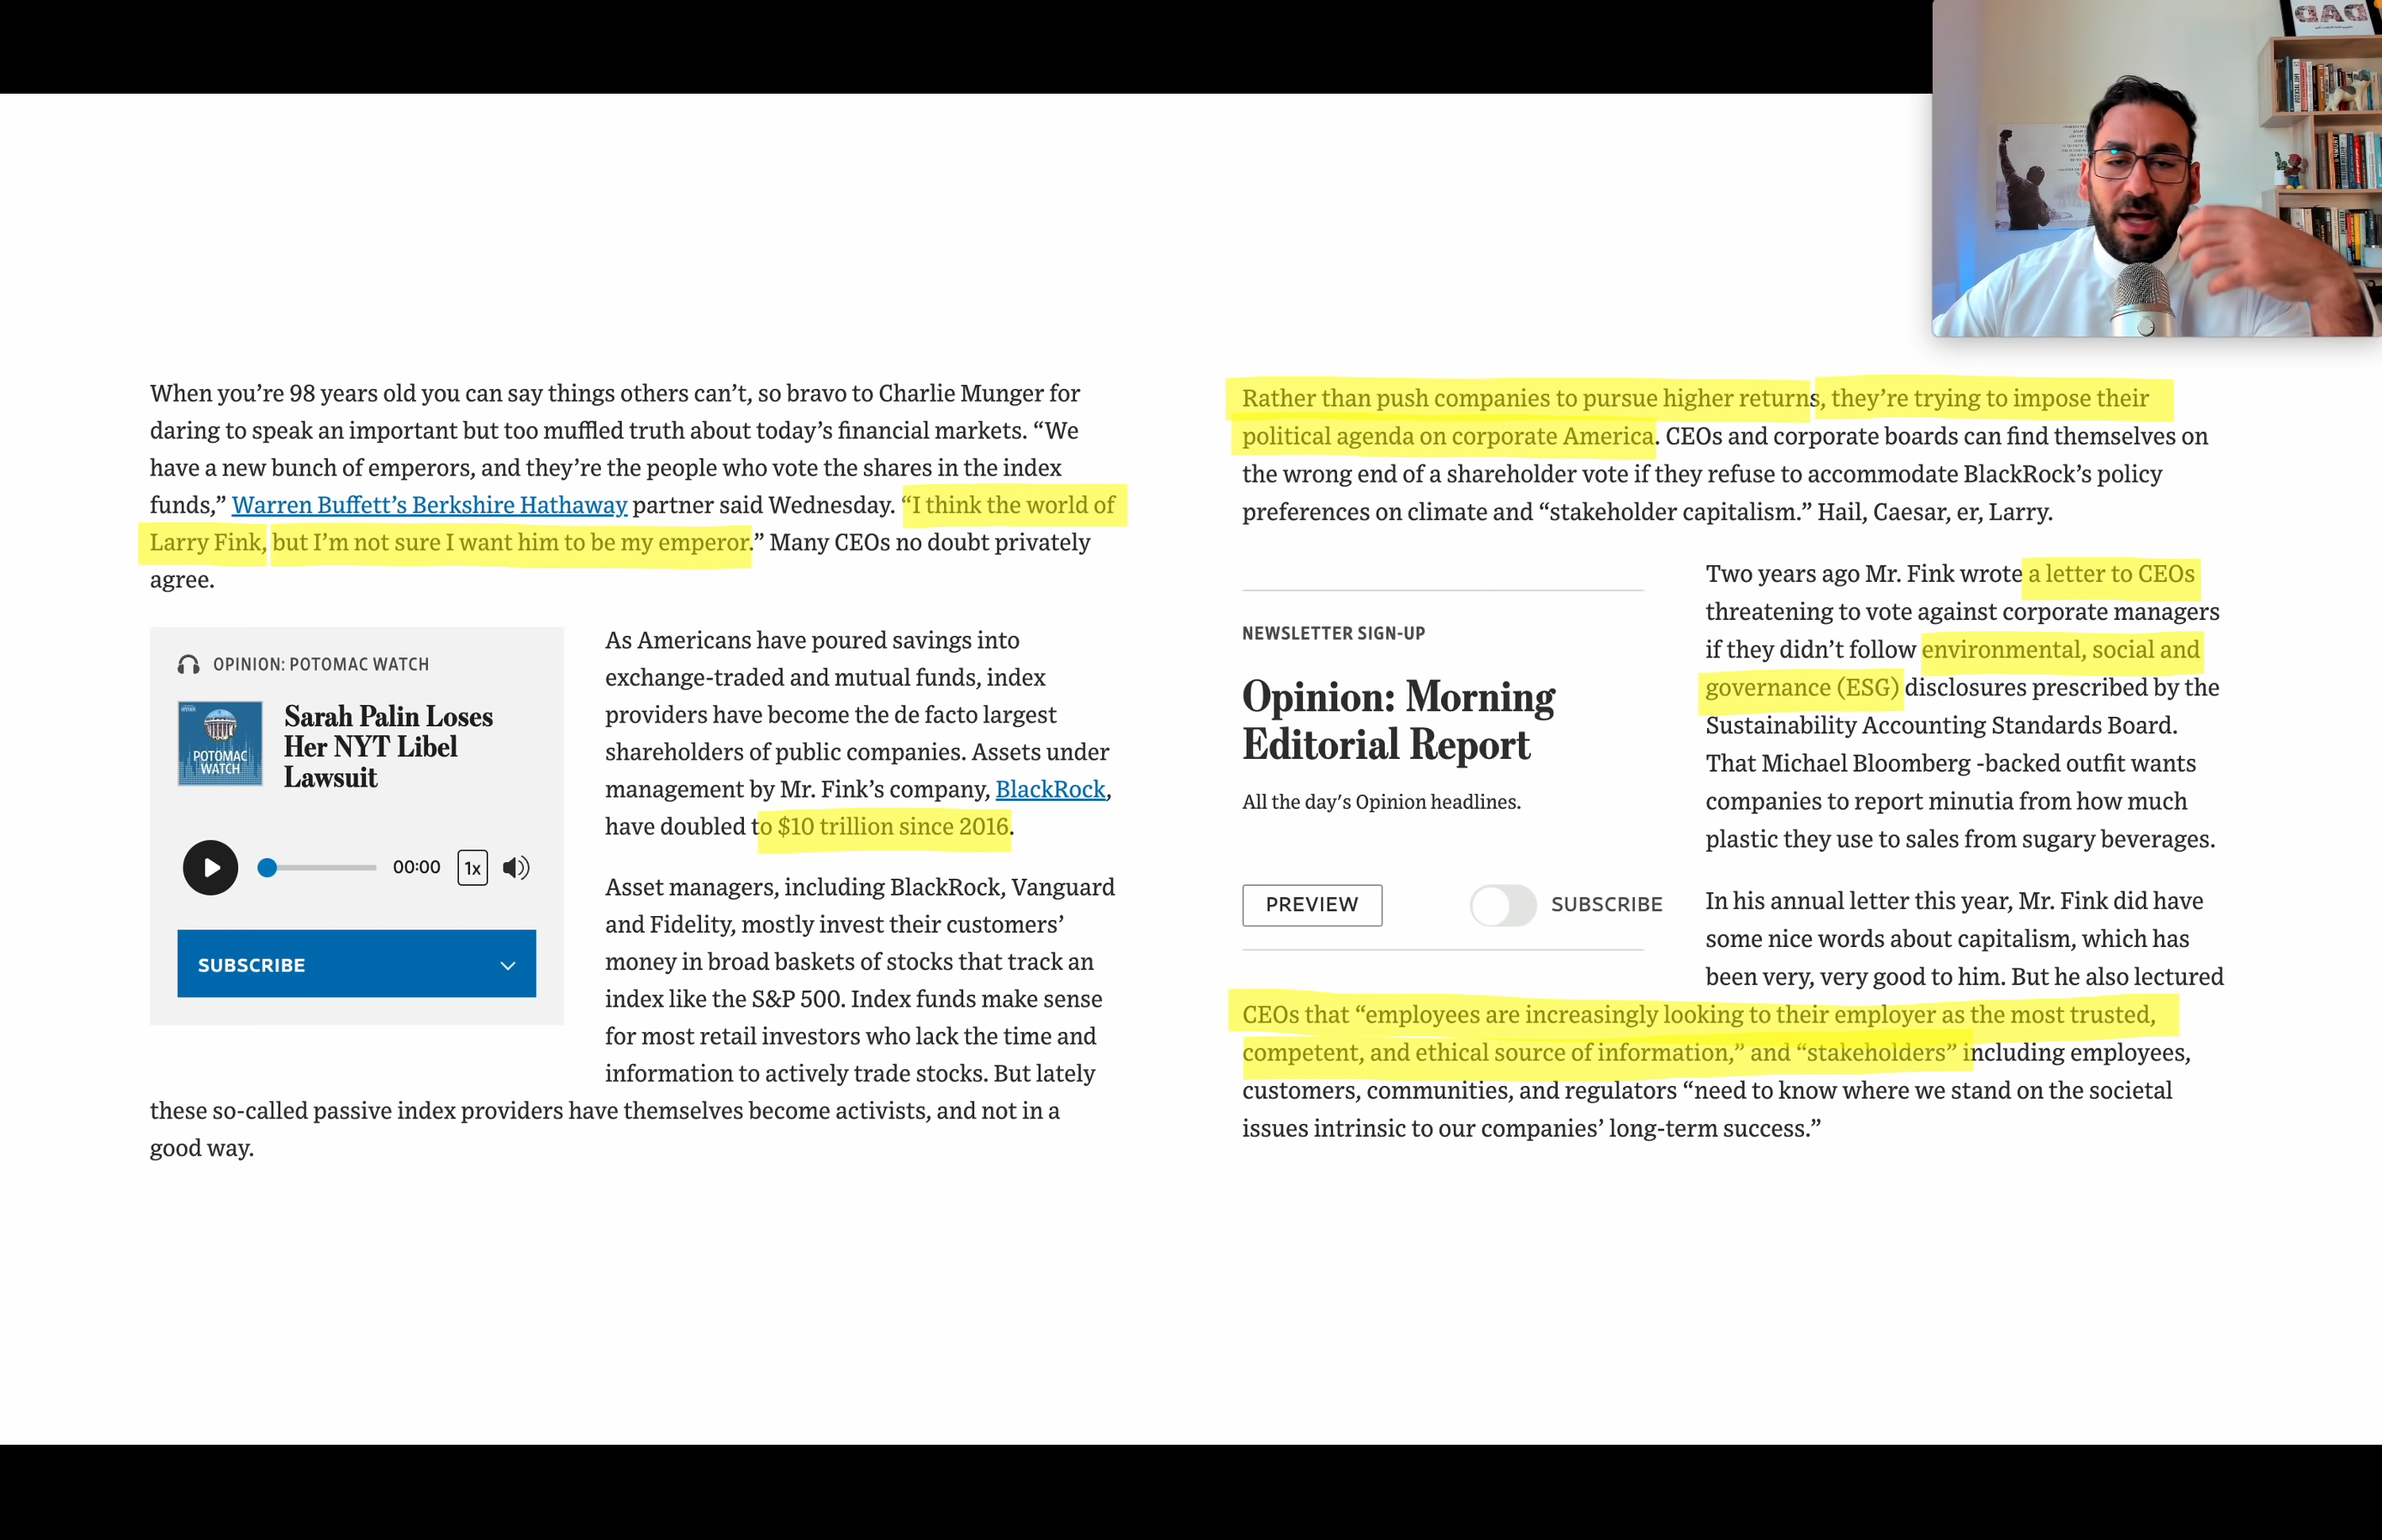 When you’re 98 years old you can say things others can’t, so bravo to Charlie Munger for
daring to speak an important but too muffled truth about today’s financial markets. “We
have a new bunch of emperors, and they’re the people who vote the shares in the index
funds,” Warren Buffett’s Berkshire Hathaway partner said Wednesday. “I think the world of
Larry Fink, but I’m not sure I want him to be my emperor.” Many CEOs no doubt privately
agree.
OPINION: POTOMAC WATCH
POTOMAC
WATCH
Sarah Palin Loses
Her NYT Libel
Lawsuit
00:00
1x
SUBSCRIBE
As Americans have poured savings into
exchange-traded and mutual funds, index
providers have become the de facto largest
shareholders of public companies. Assets under
management by Mr. Fink’s company, BlackRock,
have doubled to $10 trillion since 2016.
Asset managers, including BlackRock, Vanguard
and Fidelity, mostly invest their customers’
money in broad baskets of stocks that track an
index like the S&P 500. Index funds make sense
for most retail investors who lack the time and
information to actively trade stocks. But lately
these so-called passive index providers have themselves become activists, and not in a
good way.
Rather than push companies to pursue higher returns, they’re trying to impose their
political agenda on corporate America. CEOs and corporate boards can find themselves on
the wrong end of a shareholder vote if they refuse to accommodate BlackRock’s policy
preferences on climate and “stakeholder capitalism.” Hail, Caesar, er, Larry.
NEWSLETTER SIGN-UP
Opinion: Morning
Editorial Report
All the day’s Opinion headlines.
PREVIEW
SUBSCRIBE
Two years ago Mr. Fink wrote a letter to CEOs
threatening to vote against corporate managers
if they didn’t follow environmental, social and
governance (ESG) disclosures prescribed by the
Sustainability Accounting Standards Board.
That Michael Bloomberg -backed outfit wants
companies to report minutia from how much
plastic they use to sales from sugary beverages.
In his annual letter this year, Mr. Fink did have
some nice words about capitalism, which has
been very, very good to him. But he also lectured
CEOs that “employees are increasingly looking to their employer as the most trusted,
competent, and ethical source of information,” and “stakeholders” including employees,
customers, communities, and regulators “need to know where we stand on the societal
issues intrinsic to our companies’ long-term success.”
DAD